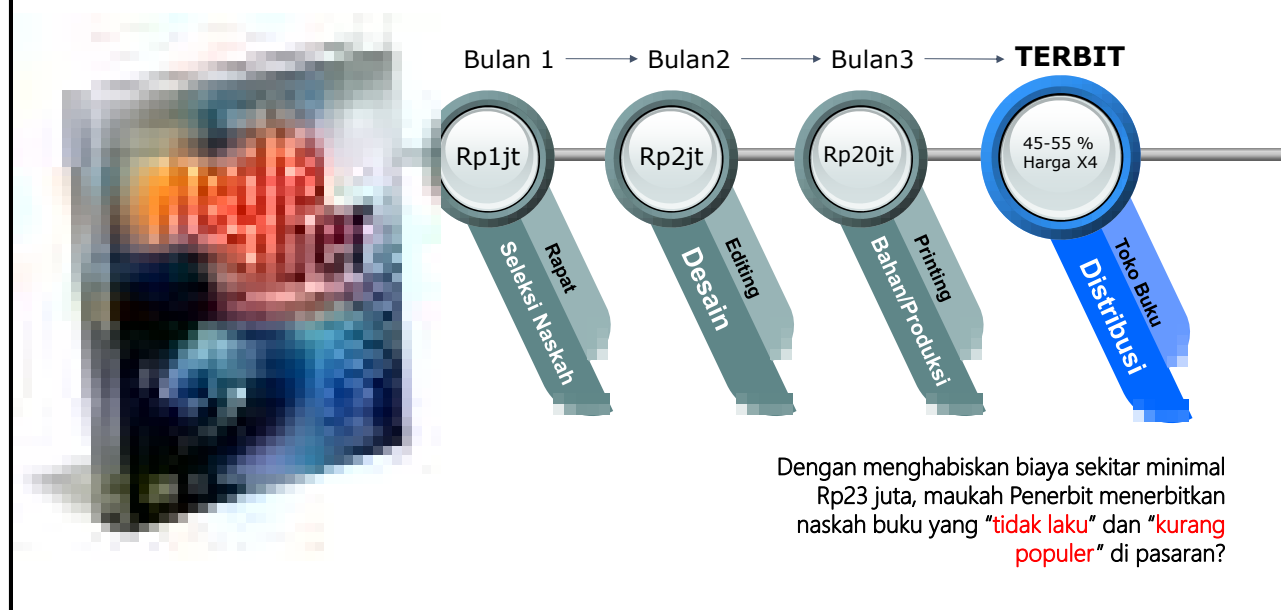 Bulan 1
Bulan2
Bulan3
TERBIT
Rp1jt
Rp2jt
Rp20jt
45-55 %
Harga X4
Rapat
Seleksi Naskah
Editing
Desain
Printing
Bahan/Produksi
Toko Buku
Distribusi
Dengan menghabiskan biaya sekitar minimal
Rp23 juta, maukah Penerbit menerbitkan
naskah buku yang “tidak laku” dan “kurang
populer” di pasaran?